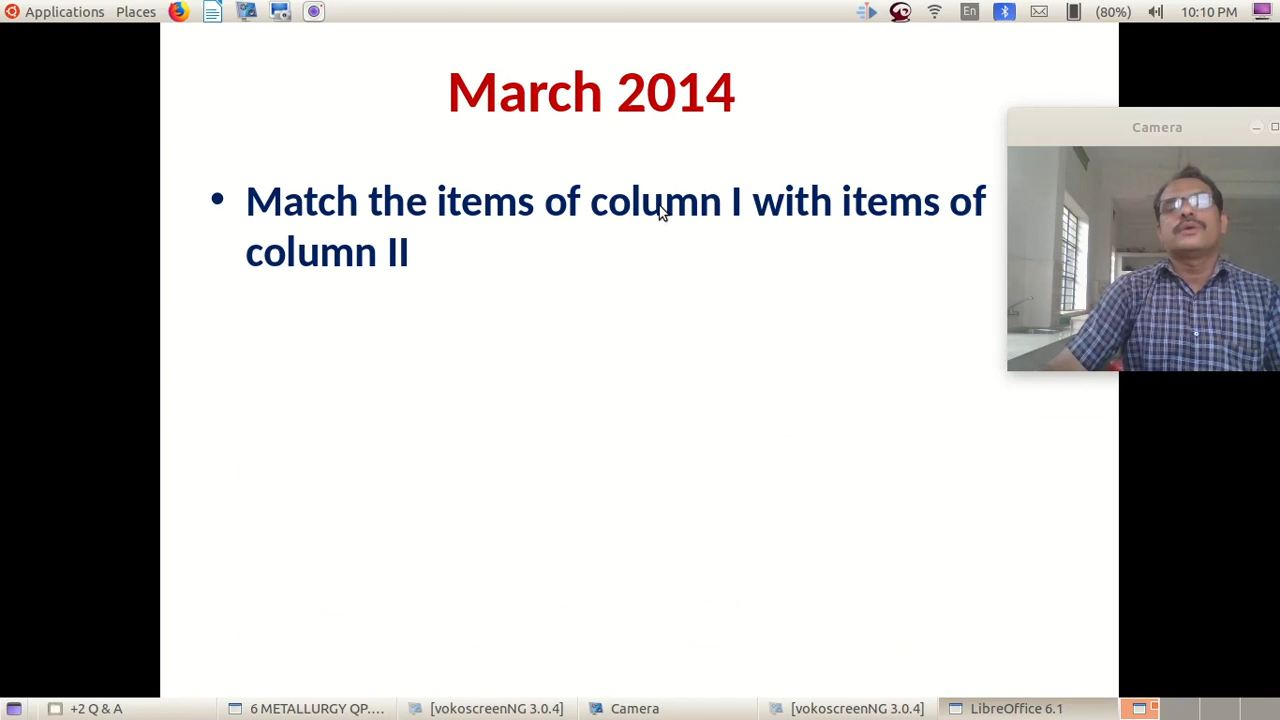 Applications Places En (80%) 10:10 PM
March 2014
Camera
• Match the items of column I with items of
column II
+2 Q & A 6 METALLURGY QP.... [vokoscreenNG 3.0.4] Camera [vokoscreenNG 3.0.4] LibreOffice 6.1